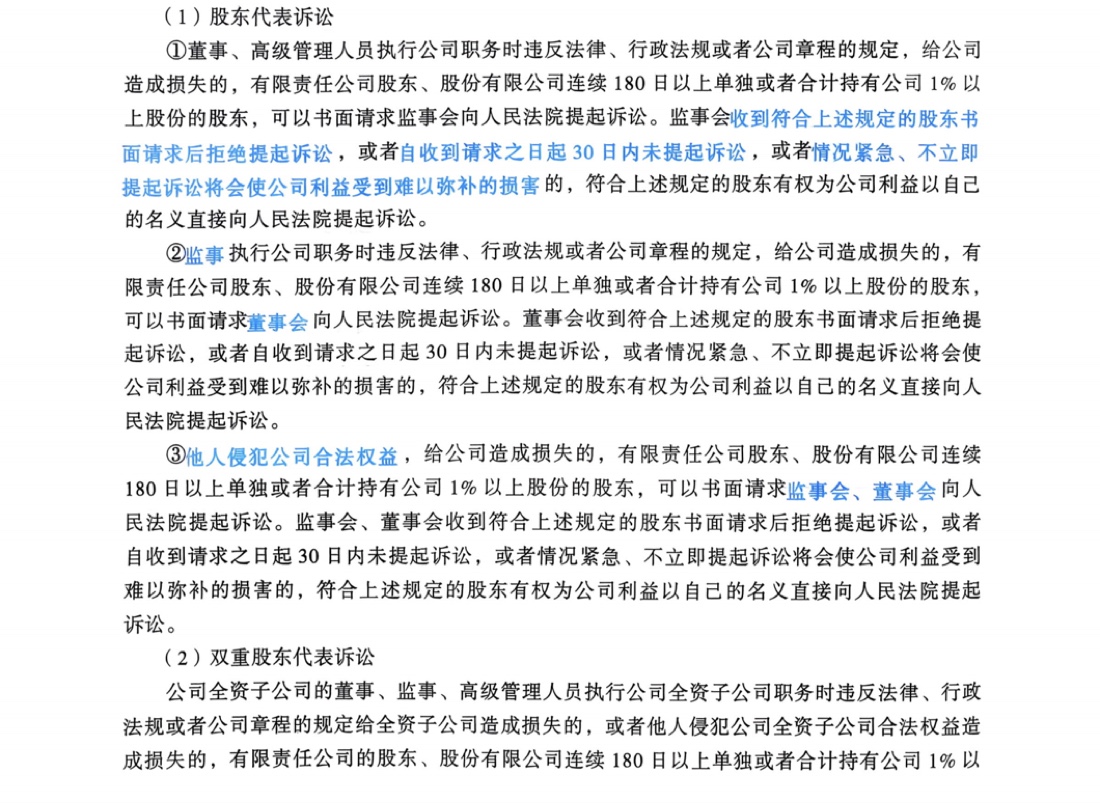 （1）股东代表诉讼
①董事、高级管理人员执行公司职务时违反法律、行政法规或者公司章程的规定，给公司
造成损失的，有限责任公司股东、股份有限公司连续 180 日以上单独或者合计持有公司 1% 以
上股份的股东，可以书面请求监事会向人民法院提起诉讼。监事会收到符合上述规定的股东书
面请求后拒绝提起诉讼，或者自收到请求之日起 30 日内未提起诉讼，或者情况紧急、不立即
提起诉讼将会使公司利益受到难以弥补的损害的，符合上述规定的股东有权为公司利益以自己
的名义直接向人民法院提起诉讼。
②监事执行公司职务时违反法律、行政法规或者公司章程的规定，给公司造成损失的，有
限责任公司股东、股份有限公司连续 180 日以上单独或者合计持有公司 1% 以上股份的股东，
可以书面请求董事会向人民法院提起诉讼。董事会收到符合上述规定的股东书面请求后拒绝提
起诉讼，或者自收到请求之日起 30 日内未提起诉讼，或者情况紧急、不立即提起诉讼将会使
公司利益受到难以弥补的损害的，符合上述规定的股东有权为公司利益以自己的名义直接向人
民法院提起诉讼。
③他人侵犯公司合法权益，给公司造成损失的，有限责任公司股东、股份有限公司连续
180 日以上单独或者合计持有公司 1% 以上股份的股东，可以书面请求监事会、董事会向人
民法院提起诉讼。监事会、董事会收到符合上述规定的股东书面请求后拒绝提起诉讼，或者
自收到请求之日起 30 日内未提起诉讼，或者情况紧急、不立即提起诉讼将会使公司利益受到
难以弥补的损害的，符合上述规定的股东有权为公司利益以自己的名义直接向人民法院提起
诉讼。
（2）双重股东代表诉讼
公司全资子公司的董事、监事、高级管理人员执行公司全资子公司职务时违反法律、行政
法规或者公司章程的规定给全资子公司造成损失的，或者他人侵犯公司全资子公司合法权益造
成损失的，有限责任公司的股东、股份有限公司连续 180 日以上单独或者合计持有公司 1% 以